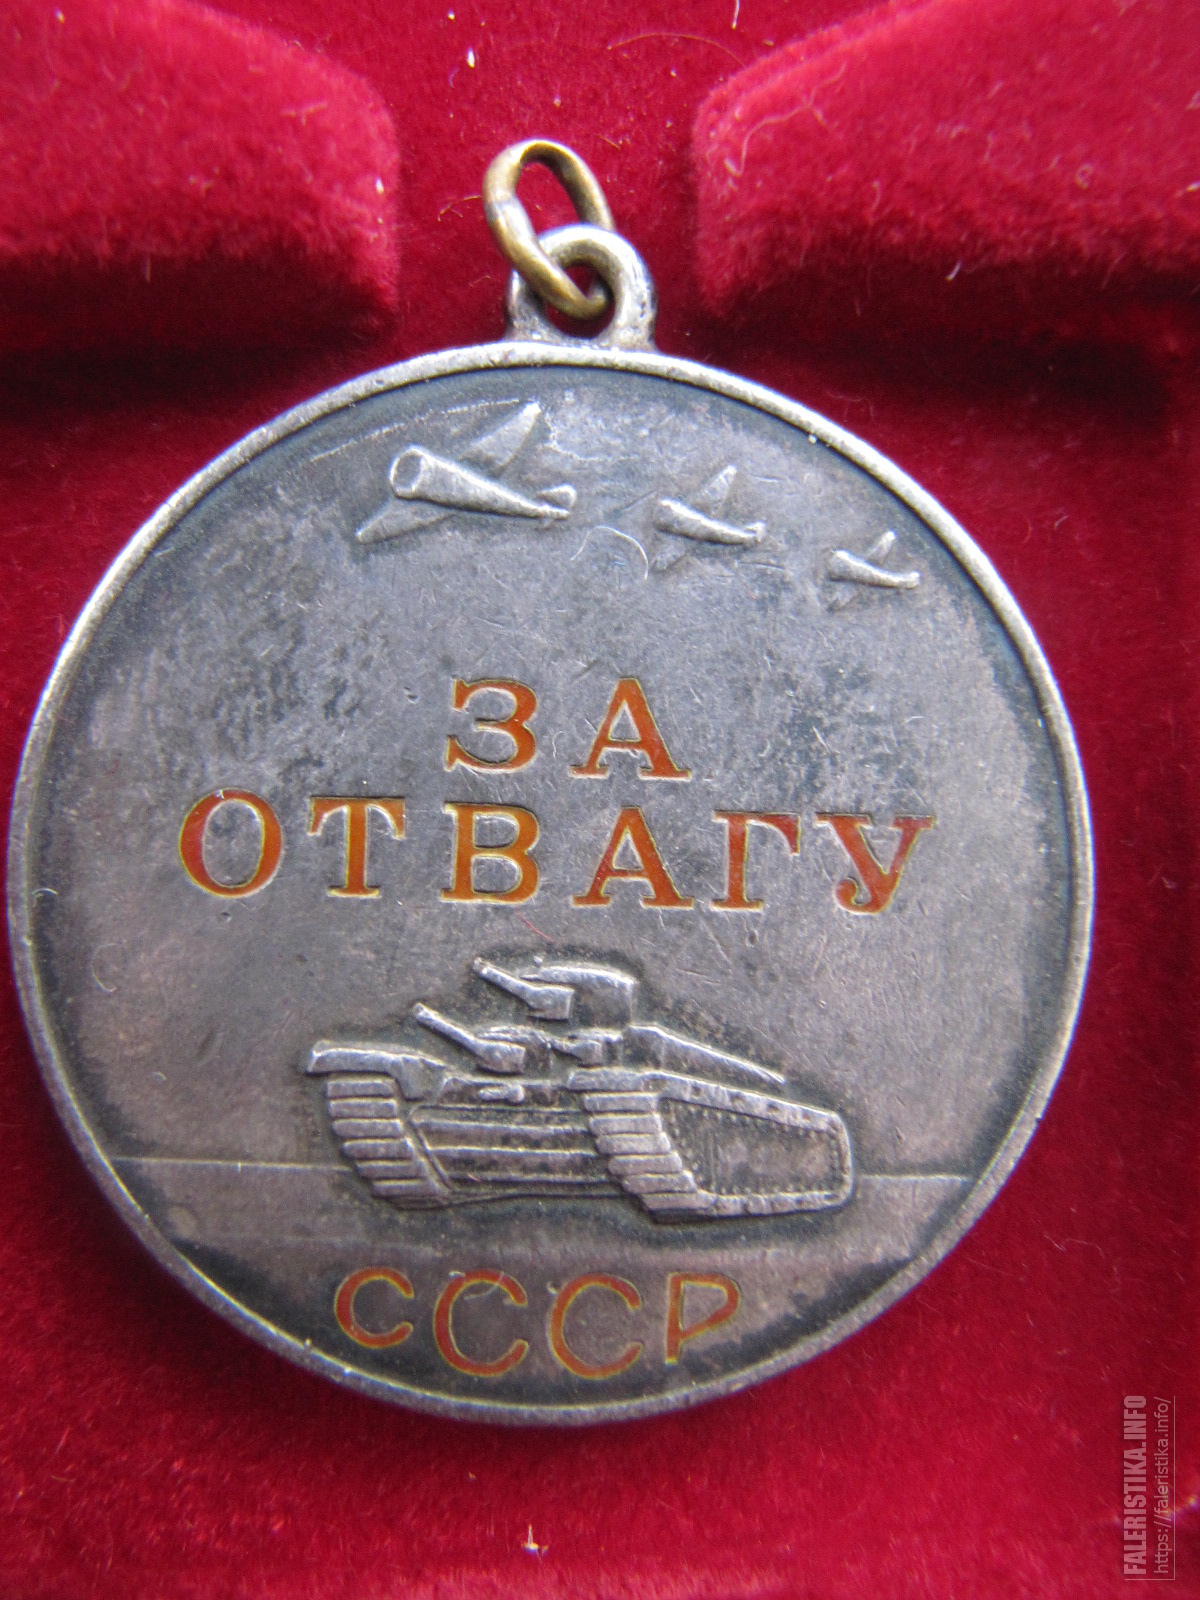 ЗА
ОТВАГУ
СССР
FALERISTIKA.INFO
https://faleristika.info/